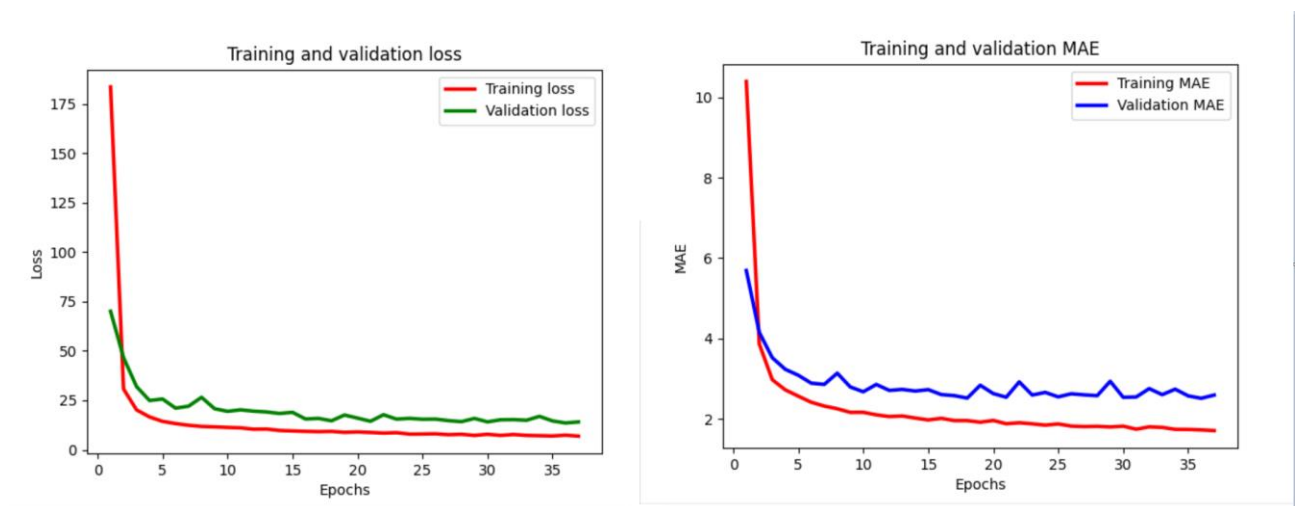 Training and validation loss
Training loss
Validation loss
175
150
125
100
75
50
25
0
Loss
0 5 10 15 20 25 30 35
Epochs
Training and validation MAE
Training MAE
Validation MAE
10
8
6
4
2
MAE
0 5 10 15 20 25 30 35
Epochs